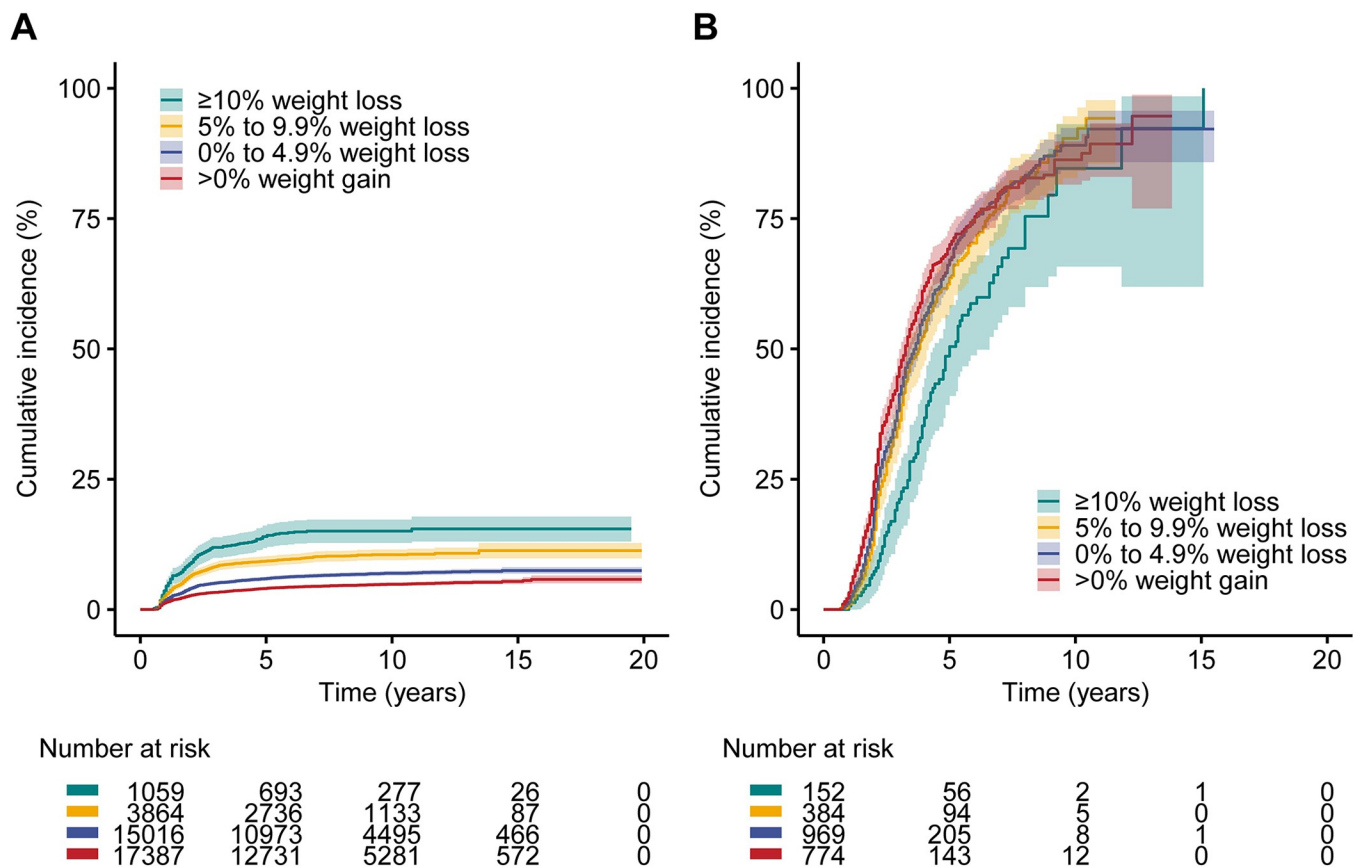 A
Cumulative incidence (%)
100
75
50
25
0
≥10% weight loss
5% to 9.9% weight loss
0% to 4.9% weight loss
>0% weight gain
0 5 10 15 20
Time (years)
Number at risk
1059 693 277 26 0
3864 2736 1133 87 0
15016 10973 4495 466 0
17387 12731 5281 572 0
B
Cumulative incidence (%)
100
75
50
25
0
≥10% weight loss
5% to 9.9% weight loss
0% to 4.9% weight loss
>0% weight gain
0 5 10 15 20
Time (years)
Number at risk
152 56 2 1 0
384 94 5 0 0
969 205 8 1 0
774 143 12 0 0